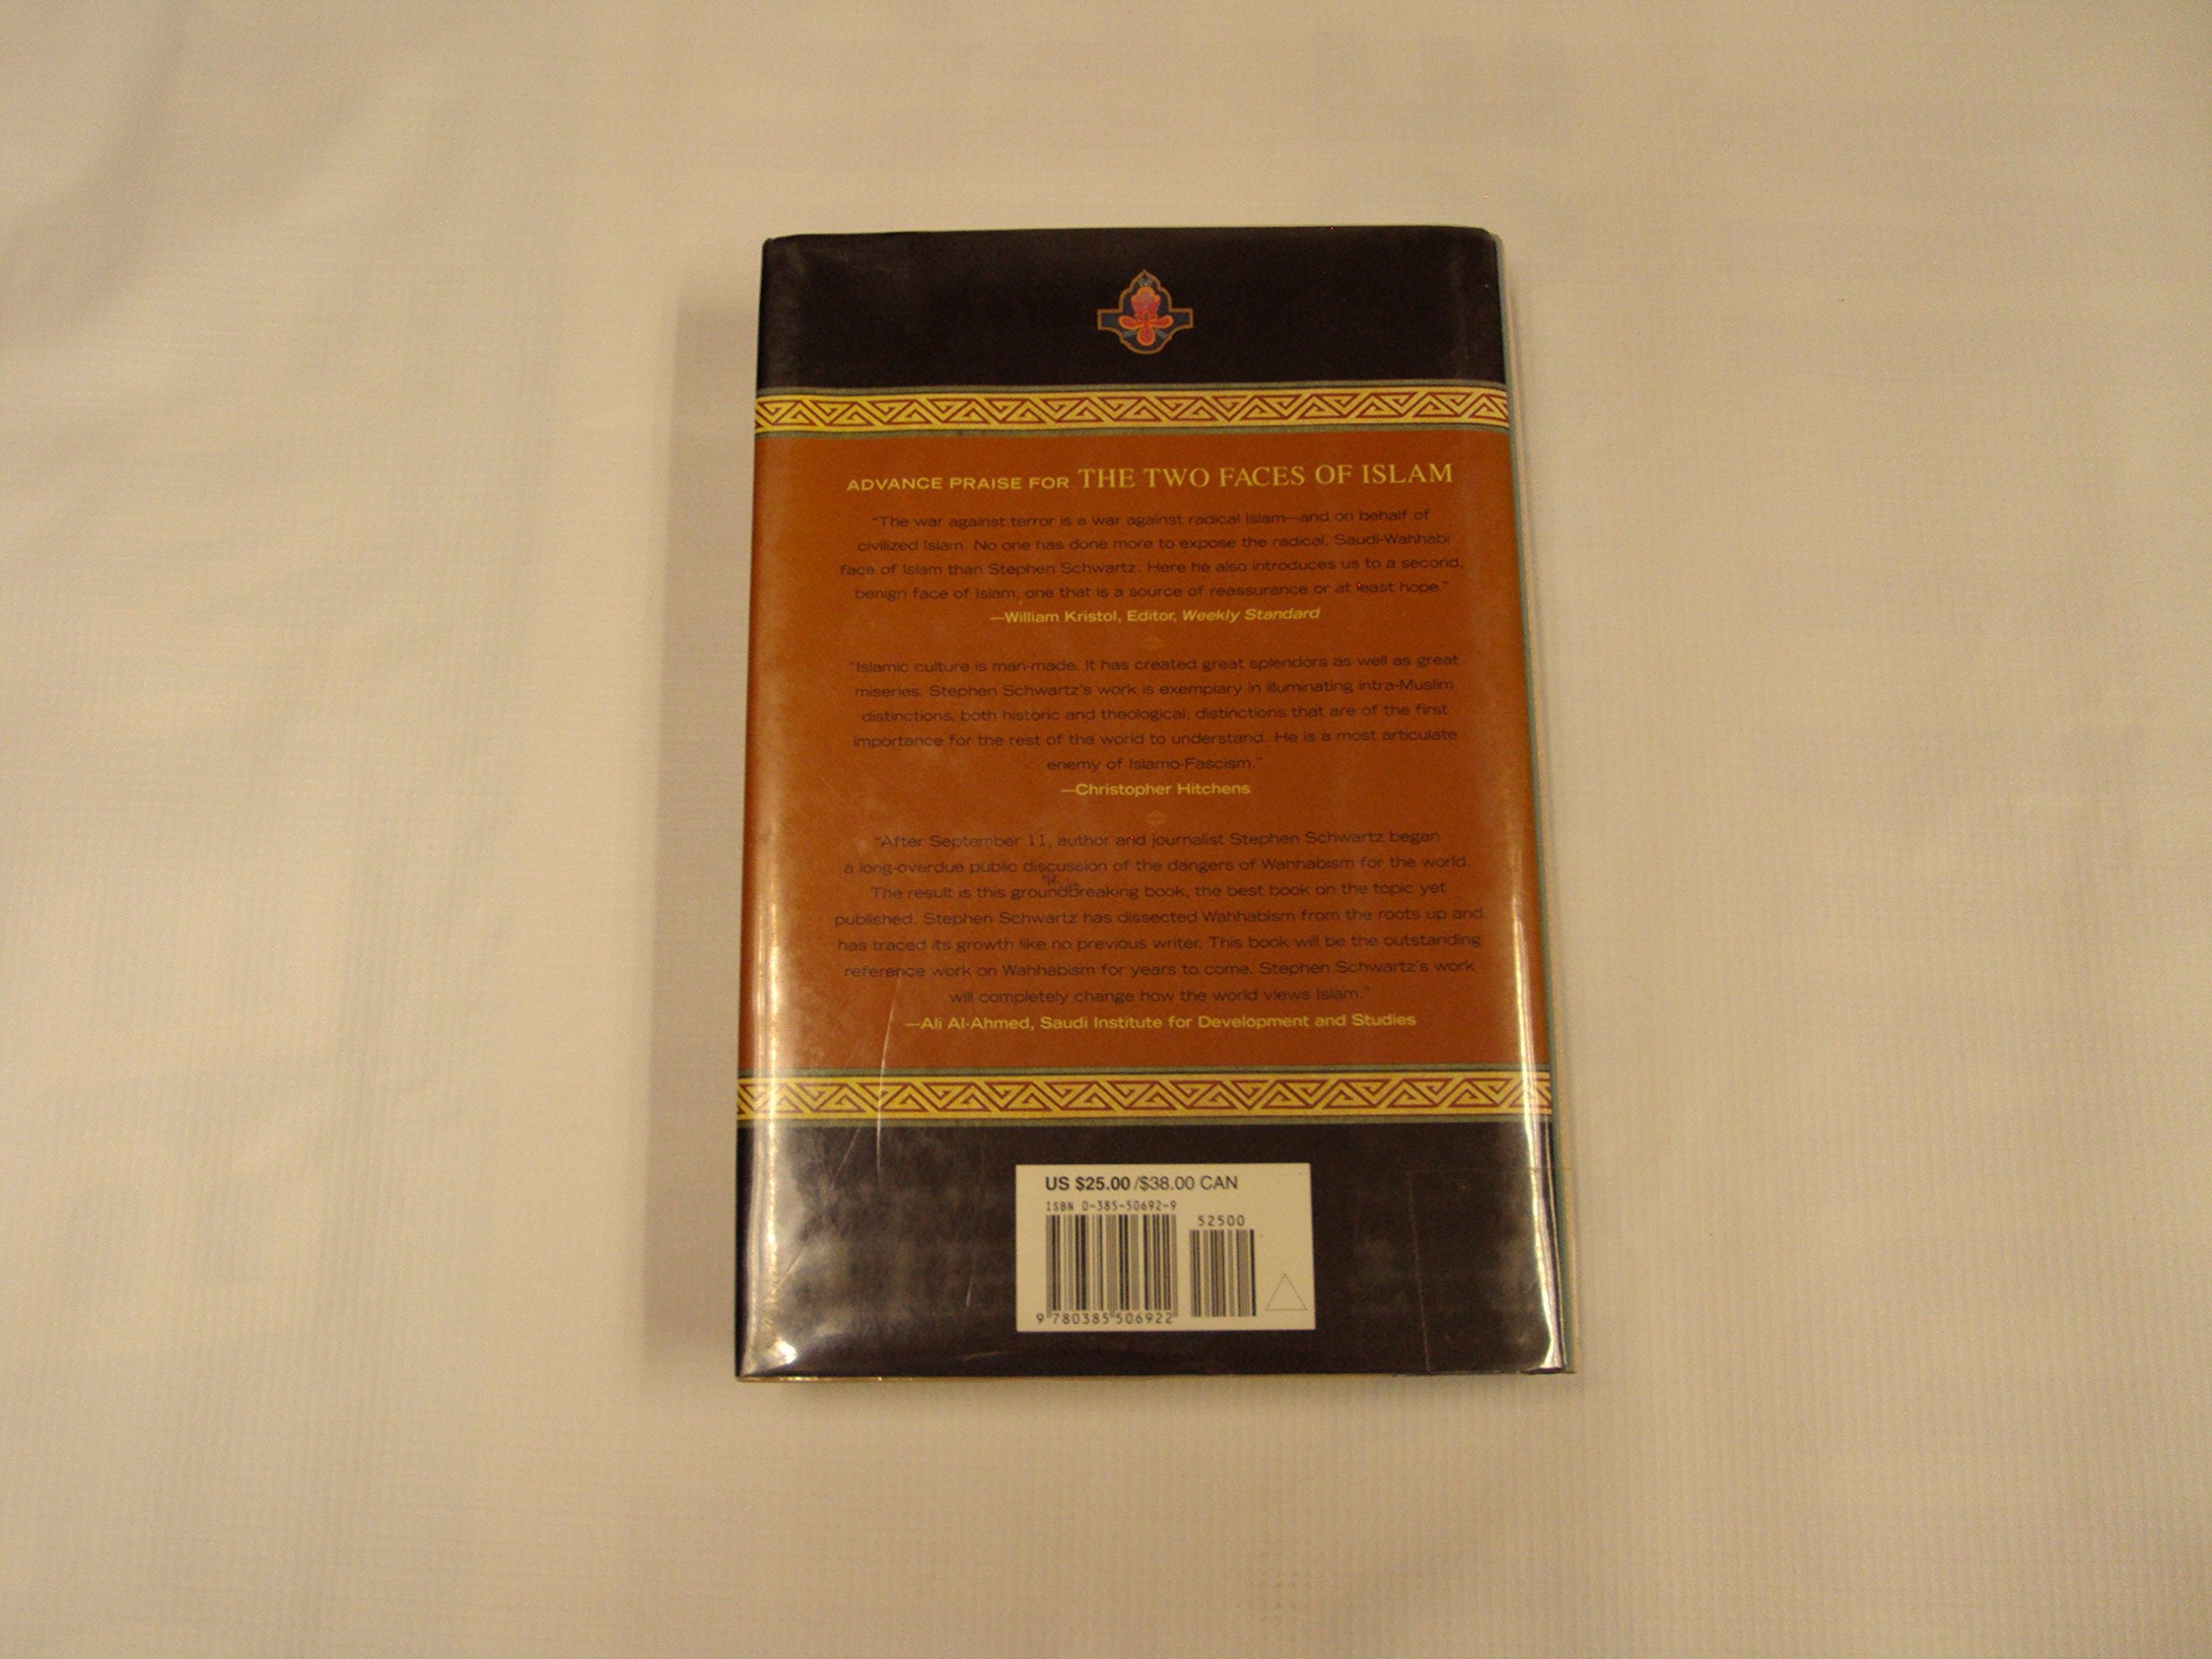 ADVANCE PRAISE FOR THE TWO FACES OF ISLAM
"The war against terror is a war against radical Islam—and on behalf of
civilized Islam. No one has done more to expose the radical, Saudi-Wahhabi
face of Islam than Stephen Schwartz. Here he also introduces us to a second,
benign face of Islam, one that is a source of reassurance or at least hope."
—William Kristol, Editor, Weekly Standard
"Islamic culture is man-made. It has created great splendors as well as great
miseries. Stephen Schwartz's work is exemplary in illuminating intra-Muslim
distinctions, both historic and theological; distinctions that are of the first
importance for the rest of the world to understand. He is a most articulate
enemy of Islamo-Fascism."
—Christopher Hitchens
"After September 11, author and journalist Stephen Schwartz began
a long-overdue public discussion of the dangers of Wahhabism for the world.
The result is this groundbreaking book, the best book on the topic yet
published. Stephen Schwartz has dissected Wahhabism from the roots up and
has traced its growth like no previous writer. This book will be the outstanding
reference work on Wahhabism for years to come. Stephen Schwartz's work
will completely change how the world views Islam."
—Ali Al-Ahmed, Saudi Institute for Development and Studies
US $25.00/$38.00 CAN
ISBN 0-385-50692-9
52500
9 780385 506922